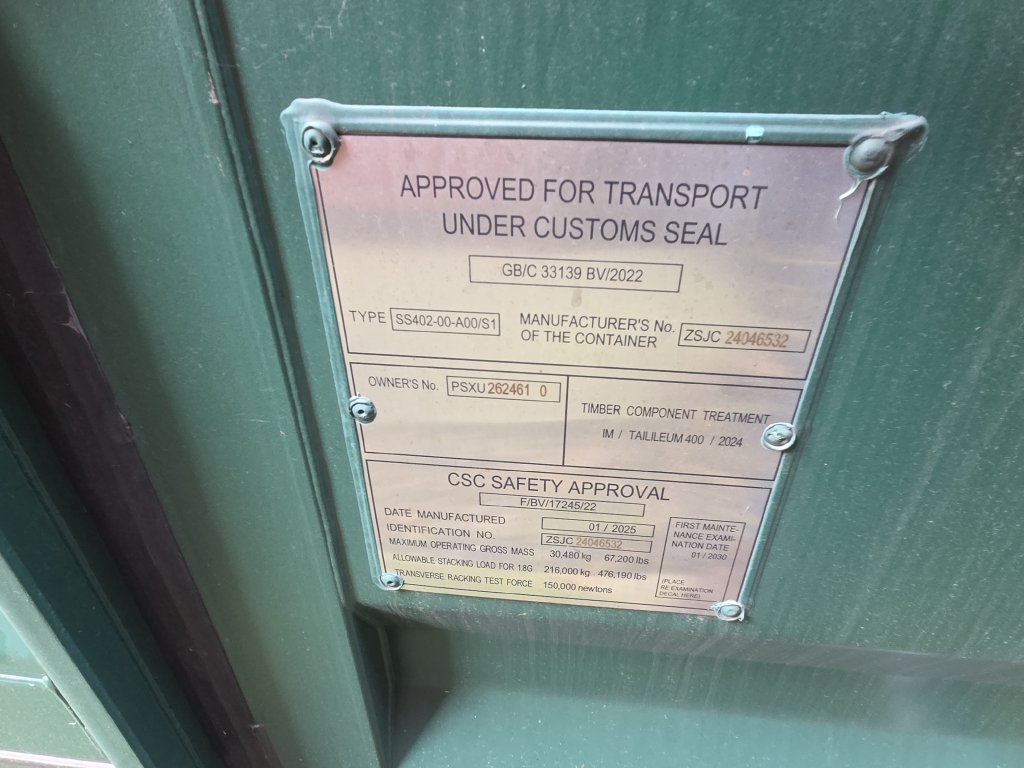 APPROVED FOR TRANSPORT
UNDER CUSTOMS SEAL
GB/C 33139 BV/2022
TYPE SS402-00-A00/S1
MANUFACTURER'S No.
OF THE CONTAINER
ZSJC 24046532
OWNER'S No. PSXU 262461 0
TIMBER COMPONENT TREATMENT
IM / TAILILEUM 400 / 2024
CSC SAFETY APPROVAL
F/BV/17245/22
DATE MANUFACTURED 01 / 2025
IDENTIFICATION NO. ZSJC 24046532
MAXIMUM OPERATING GROSS MASS 30,480 kg 67,200 lbs
ALLOWABLE STACKING LOAD FOR 1.8G 216,000 kg 476,190 lbs
TRANSVERSE RACKING TEST FORCE 150,000 newtons
FIRST MAINTE-
NANCE EXAMI-
NATION DATE
01 / 2030
(PLACE
RE EXAMINATION
DECAL HERE)